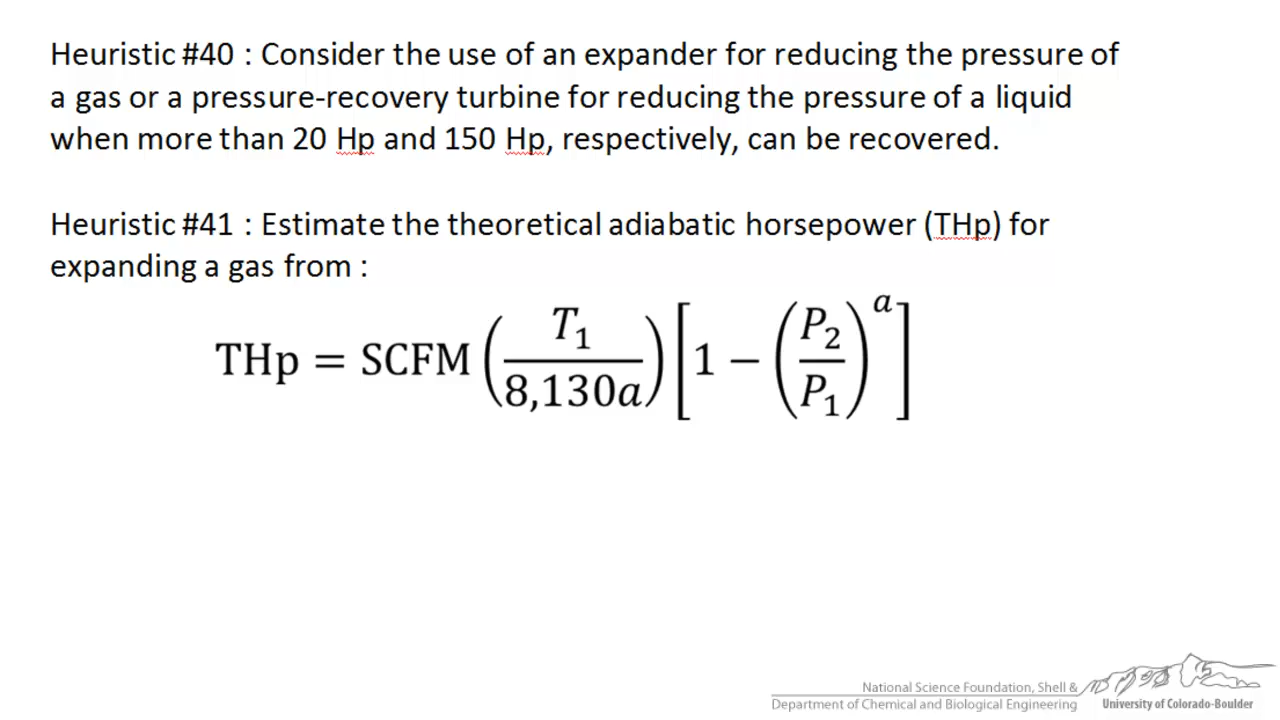 Heuristic #40 : Consider the use of an expander for reducing the pressure of
a gas or a pressure-recovery turbine for reducing the pressure of a liquid
when more than 20 Hp and 150 Hp, respectively, can be recovered.
Heuristic #41 : Estimate the theoretical adiabatic horsepower (THp) for
expanding a gas from :
THp = SCFM (T₁/8,130a) [1 − (P₂/P₁)ᵃ]
National Science Foundation, Shell &
Department of Chemical and Biological Engineering
University of Colorado-Boulder